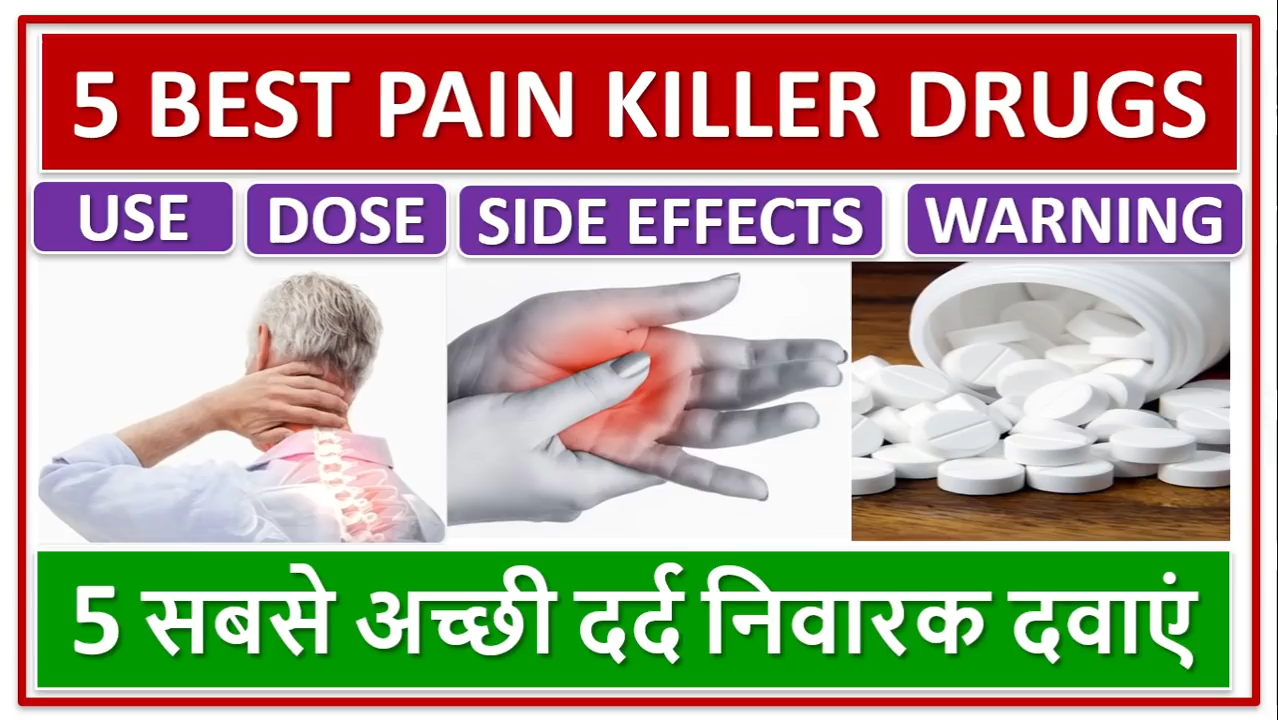 5 BEST PAIN KILLER DRUGS
USE DOSE SIDE EFFECTS WARNING
5 सबसे अच्छी दर्द निवारक दवाएं